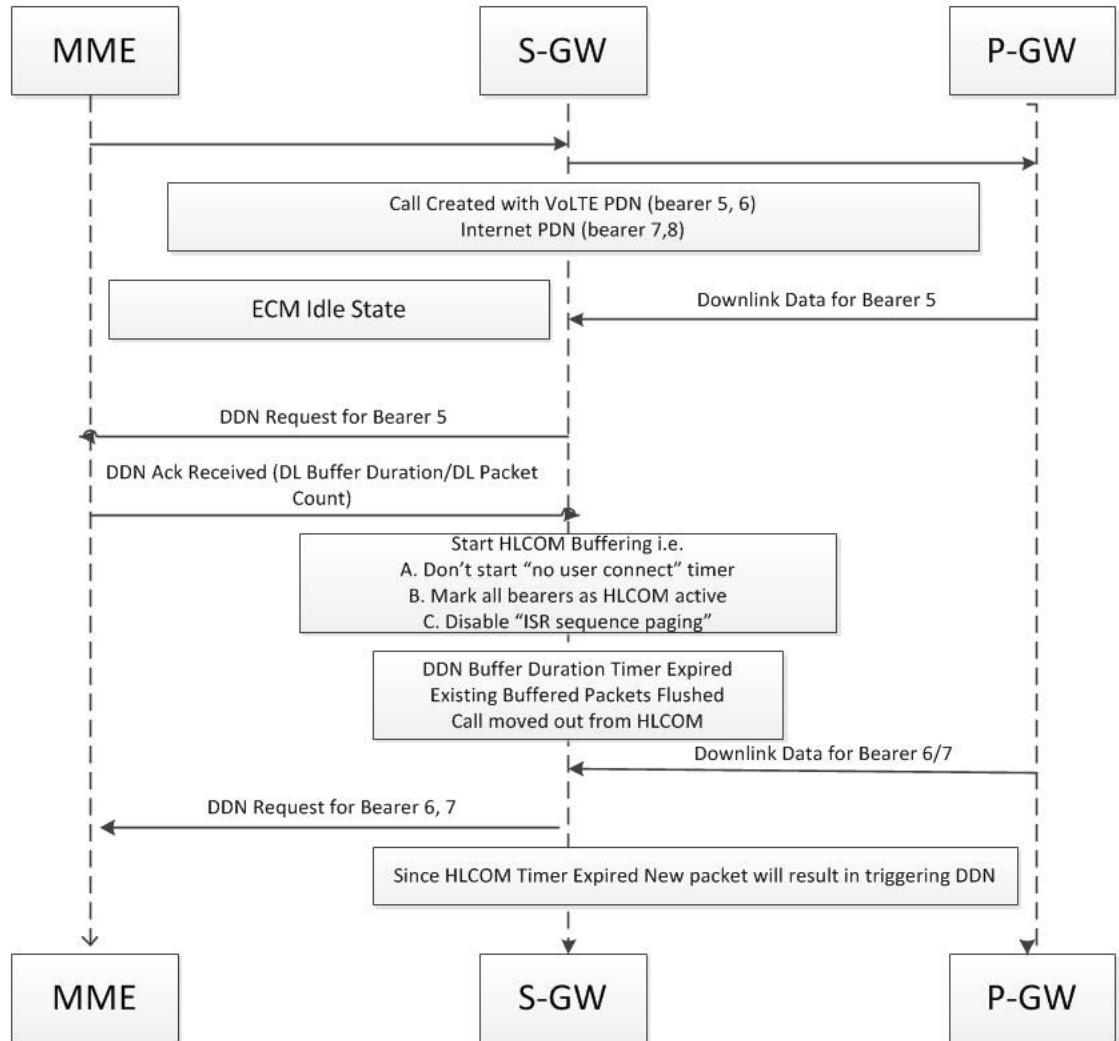 MME
S-GW
P-GW
Call Created with VoLTE PDN (bearer 5, 6)
Internet PDN (bearer 7,8)
ECM Idle State
Downlink Data for Bearer 5
DDN Request for Bearer 5
DDN Ack Received (DL Buffer Duration/DL Packet
Count)
Start HLCOM Buffering i.e.
A. Don’t start “no user connect” timer
B. Mark all bearers as HLCOM active
C. Disable “ISR sequence paging”
DDN Buffer Duration Timer Expired
Existing Buffered Packets Flushed
Call moved out from HLCOM
Downlink Data for Bearer 6/7
DDN Request for Bearer 6, 7
Since HLCOM Timer Expired New packet will result in triggering DDN
MME
S-GW
P-GW